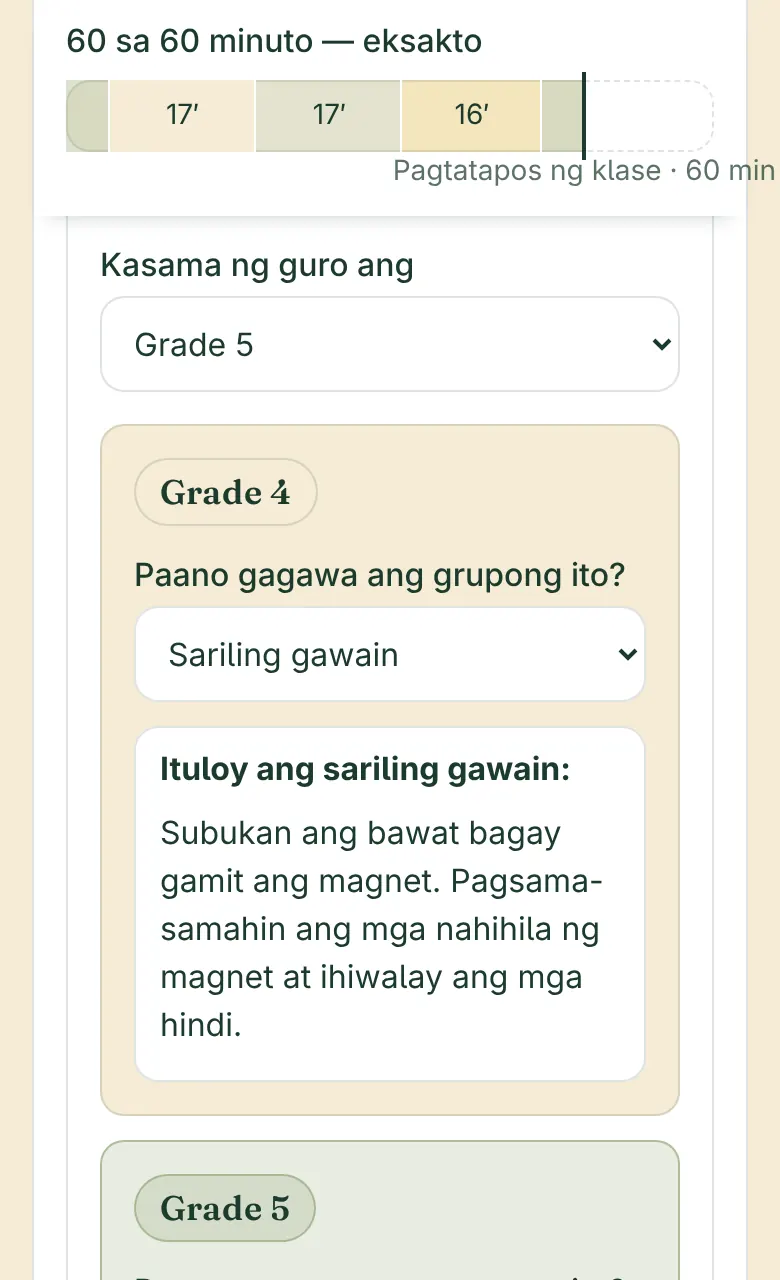 60 sa 60 minuto — eksakto
17′
17′
16′
Pagtatapos ng klase · 60 min
Kasama ng guro ang
Grade 5
Grade 4
Paano gagawa ang grupong ito?
Sariling gawain
Ituloy ang sariling gawain:
Subukan ang bawat bagay
gamit ang magnet. Pagsama-
samahin ang mga nahihila ng
magnet at ihiwalay ang mga
hindi.
Grade 5